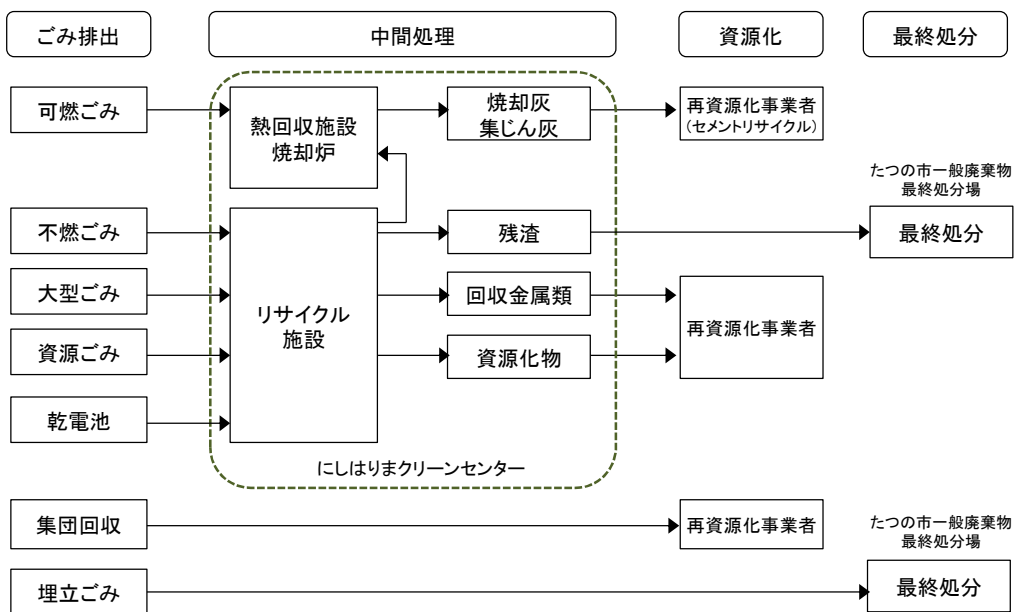 ごみ排出
中間処理
資源化
最終処分
可燃ごみ
熱回収施設
焼却炉
焼却灰
集じん灰
再資源化事業者
(セメントリサイクル)
たつの市一般廃棄物
最終処分場
不燃ごみ
残渣
最終処分
大型ごみ
リサイクル
施設
回収金属類
再資源化事業者
資源ごみ
資源化物
乾電池
にしはりまクリーンセンター
集団回収
再資源化事業者
たつの市一般廃棄物
最終処分場
埋立ごみ
最終処分